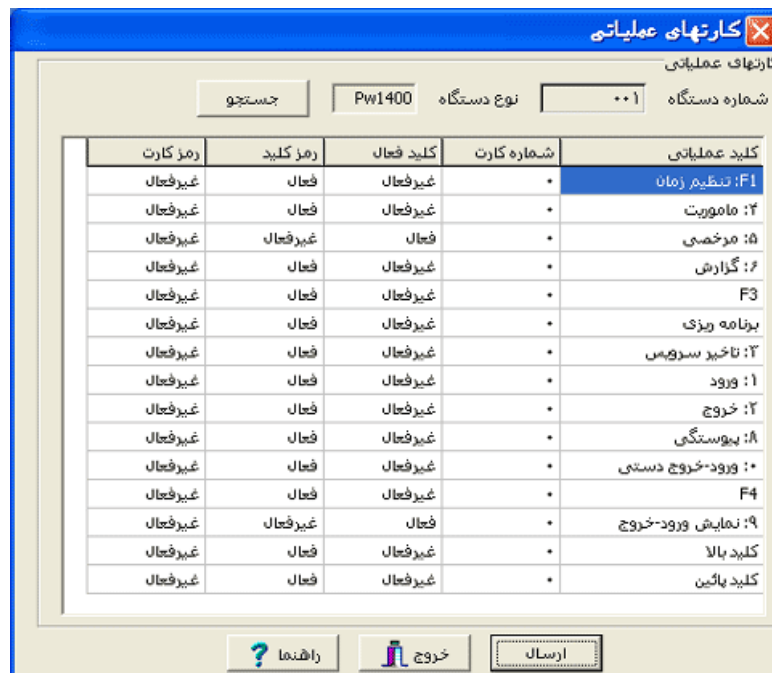 کارتهای عملیاتی
کارتهای عملیاتی
شماره دستگاه ۰۰۱ نوع دستگاه Pw1400 جستجو
کلید عملیاتی شماره کارت کلید فعال رمز کلید رمز کارت
F1: تنظیم زمان ۰ غیرفعال فعال غیرفعال
۴: ماموریت ۰ غیرفعال فعال غیرفعال
۵: مرخصی ۰ فعال غیرفعال غیرفعال
۶: گزارش ۰ غیرفعال فعال غیرفعال
F3 ۰ غیرفعال فعال غیرفعال
برنامه ریزی ۰ غیرفعال فعال غیرفعال
۳: تاخیر سرویس ۰ غیرفعال فعال غیرفعال
۱: ورود ۰ غیرفعال فعال غیرفعال
۲: خروج ۰ غیرفعال فعال غیرفعال
۸: پیوستگی ۰ غیرفعال فعال غیرفعال
۰: ورود-خروج دستی ۰ غیرفعال فعال غیرفعال
F4 ۰ غیرفعال فعال غیرفعال
۹: نمایش ورود-خروج ۰ فعال غیرفعال غیرفعال
کلید بالا ۰ غیرفعال فعال غیرفعال
کلید پائین ۰ غیرفعال فعال غیرفعال
ارسال خروج راهنما